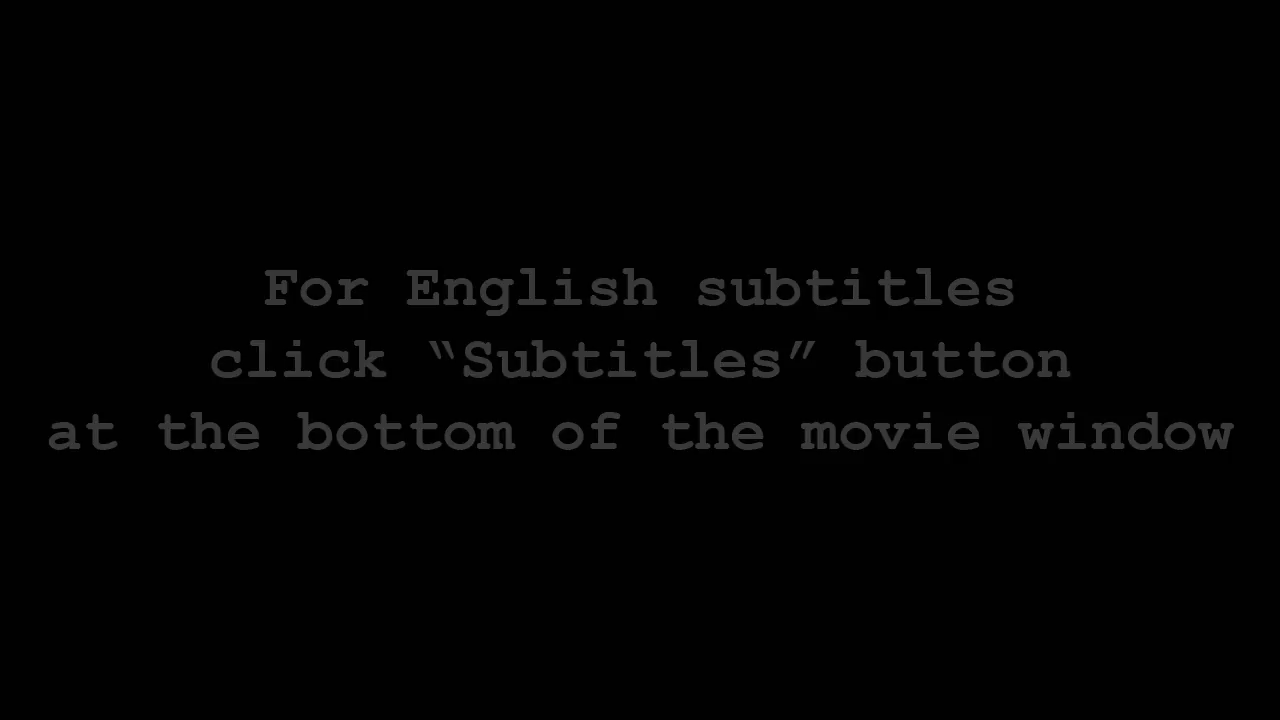 For English subtitles
click “Subtitles” button
at the bottom of the movie window